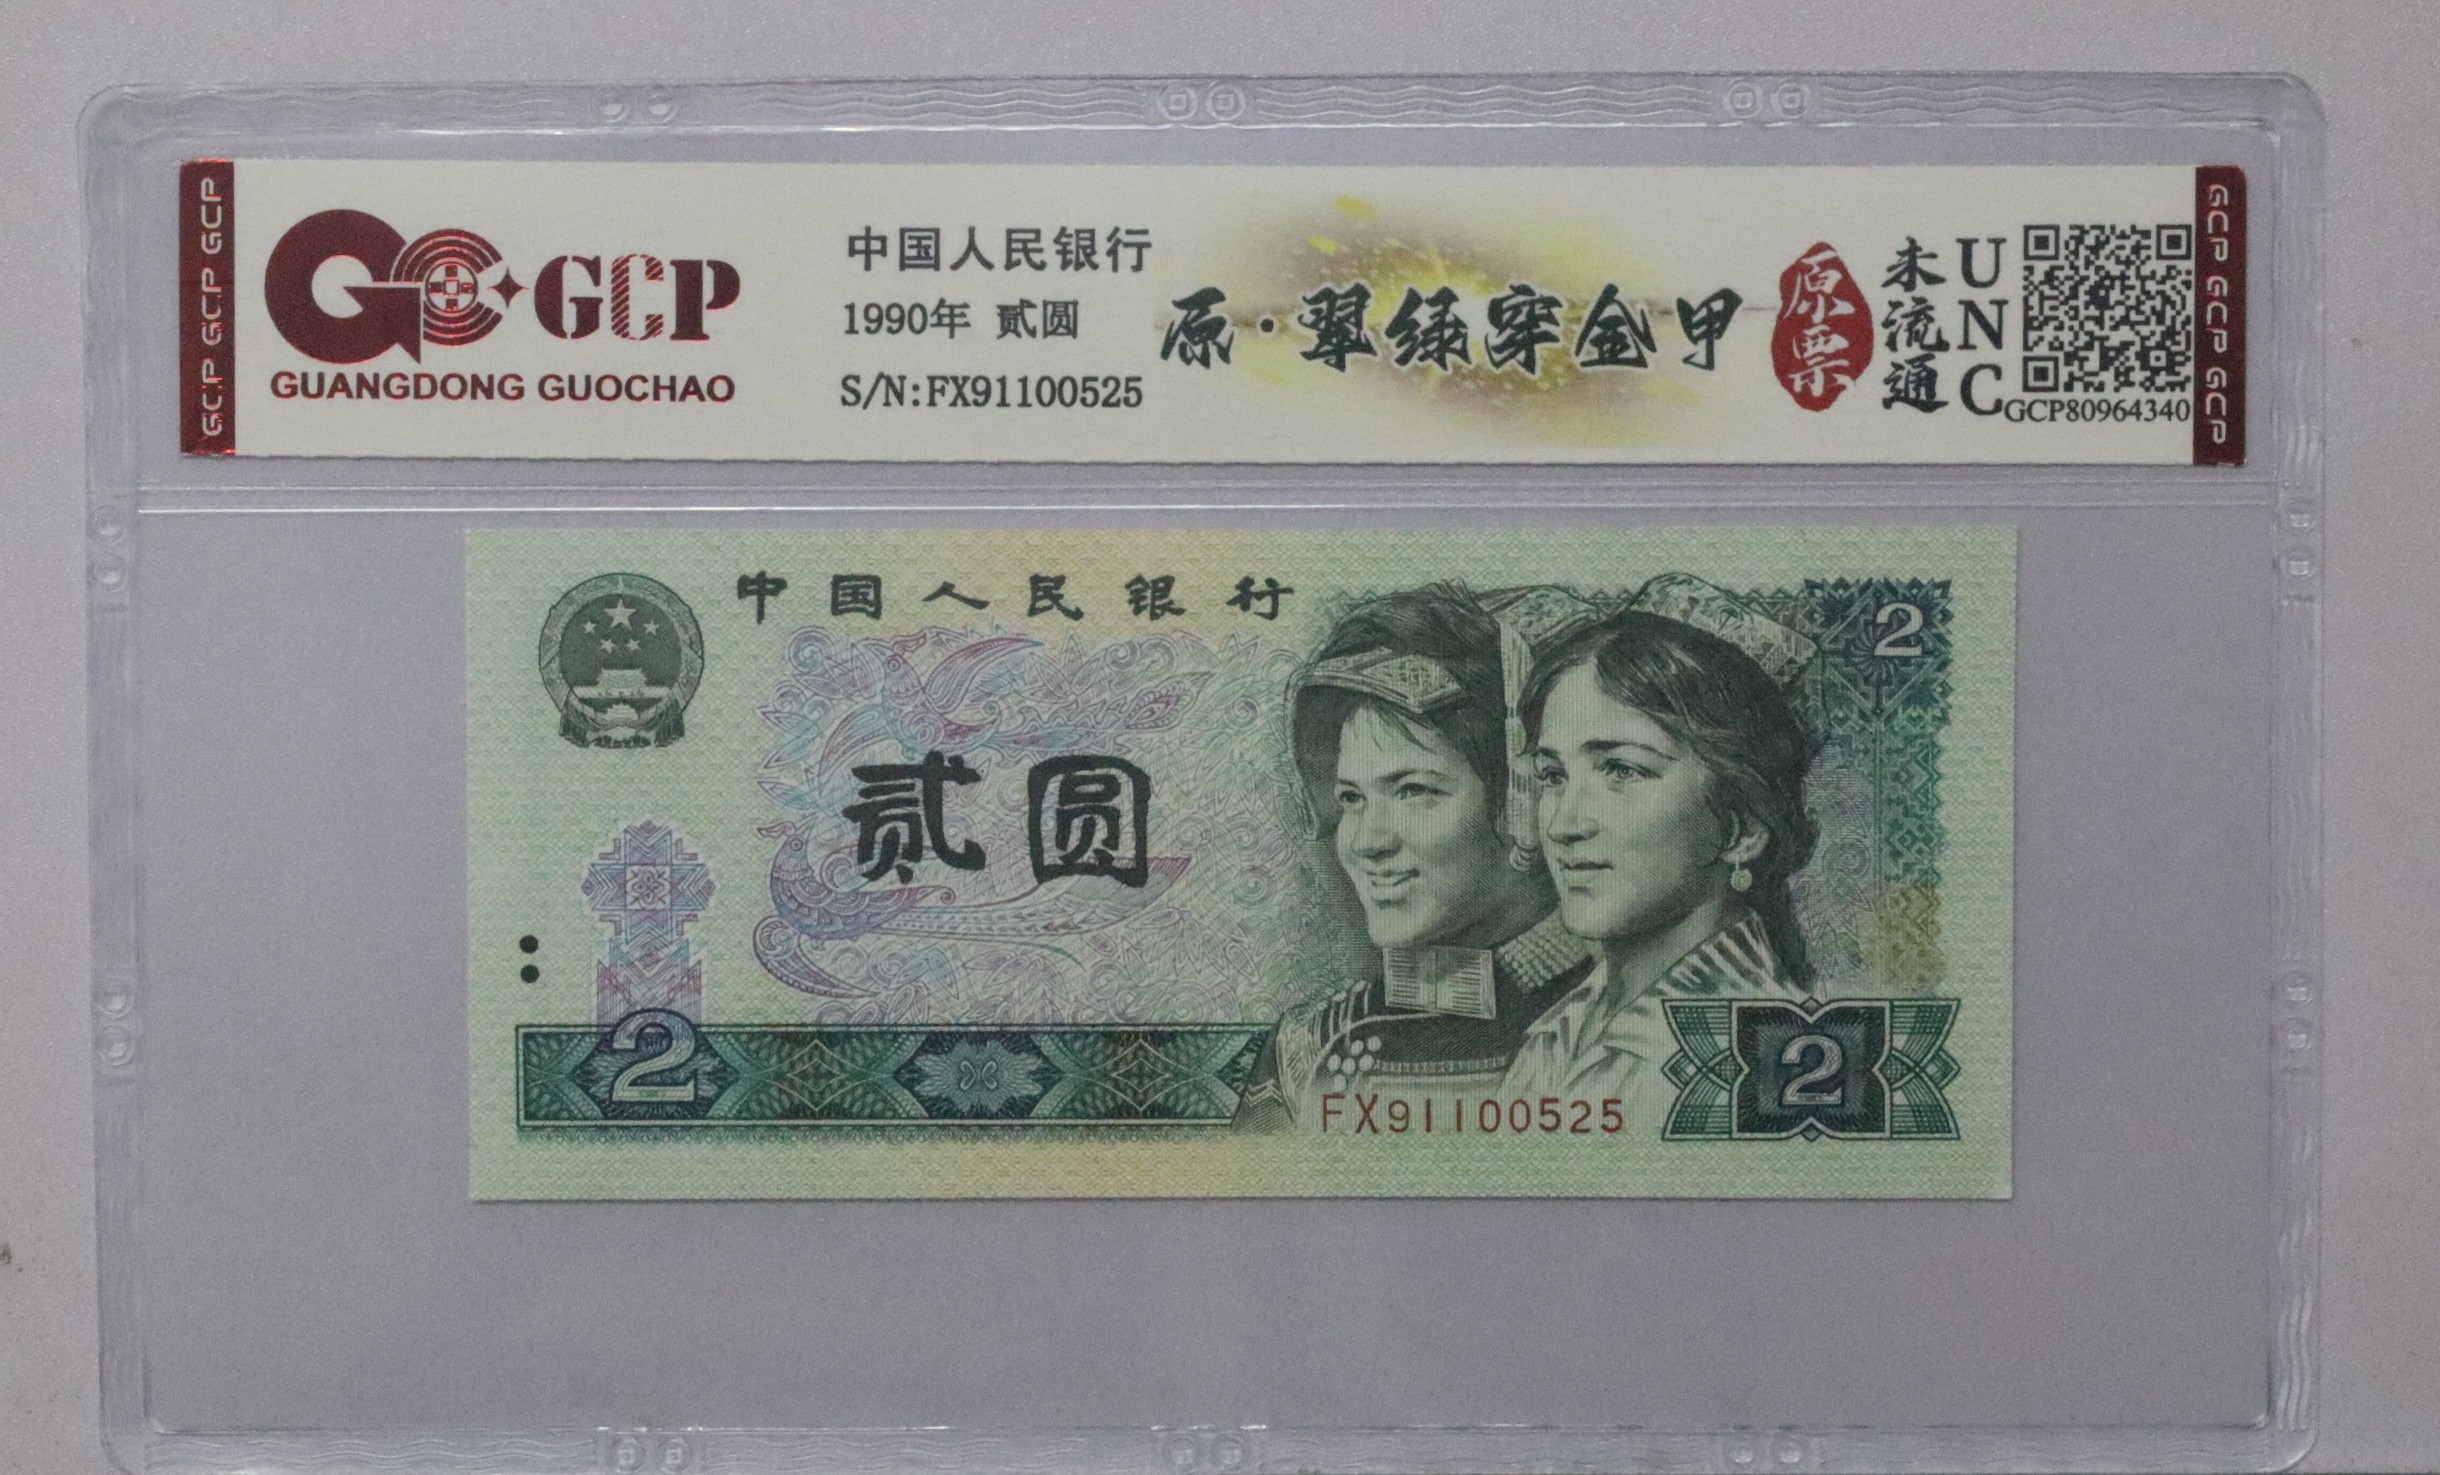 GCP GCP GCP
GCP
GUANGDONG GUOCHAO
中国人民银行
1990年 贰圆
S/N:FX91100525
原·翠绿穿金甲
原票
未流通
UNC
GCP80964340
GCP GCP GCP
中国人民银行
2
贰圆
2
FX91100525
2